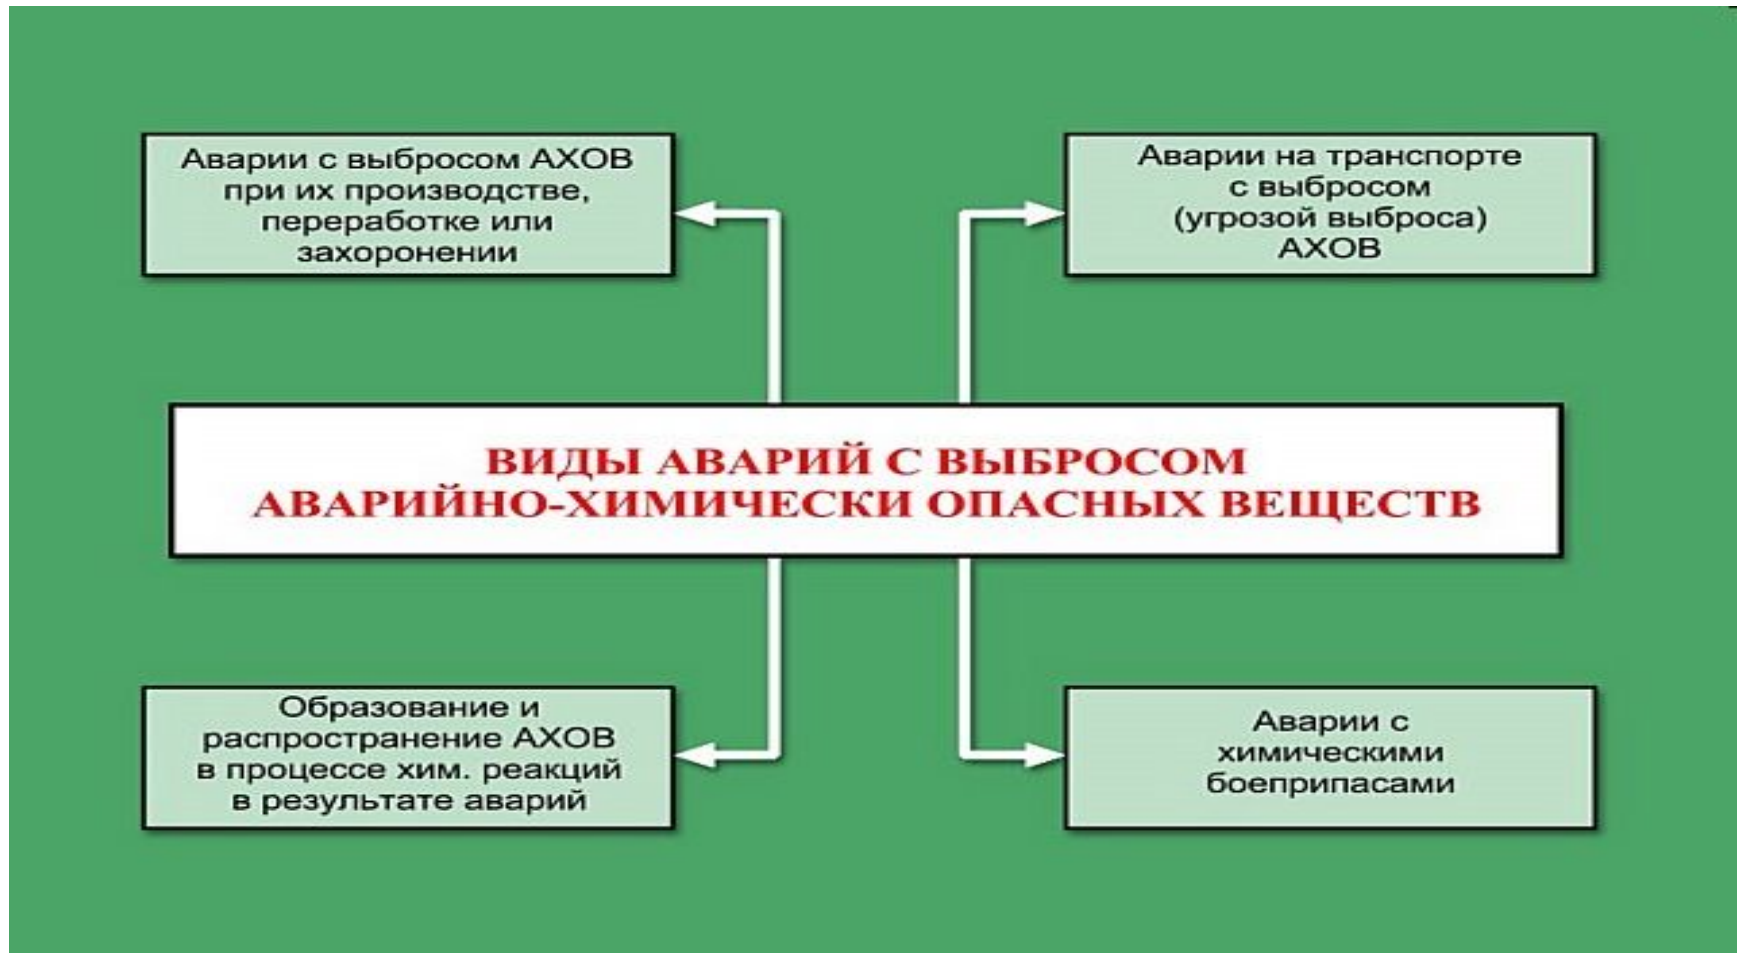 Аварии с выбросом АХОВ
при их производстве,
переработке или
захоронении
Аварии на транспорте
с выбросом
(угрозой выброса)
АХОВ
ВИДЫ АВАРИЙ С ВЫБРОСОМ
АВАРИЙНО-ХИМИЧЕСКИ ОПАСНЫХ ВЕЩЕСТВ
Образование и
распространение АХОВ
в процессе хим. реакций
в результате аварий
Аварии с
химическими
боеприпасами